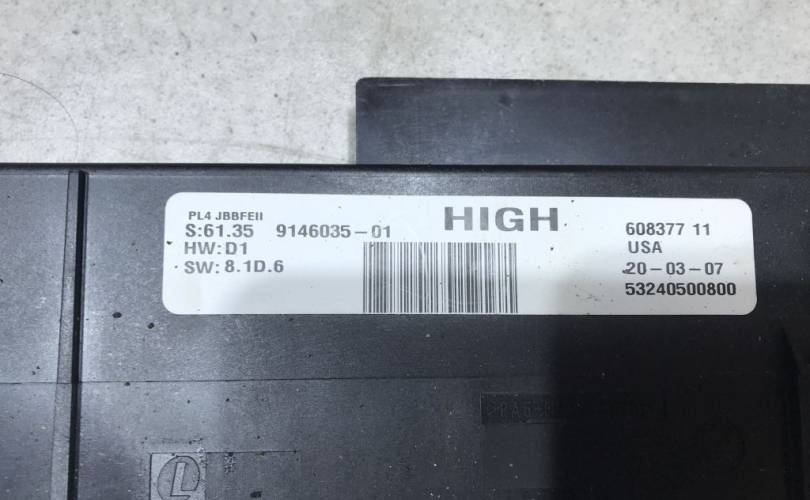 PL4 JBBFEII
S:61.35 9146035-01
HIGH
608377 11
HW:D1
USA
SW: 8.1D.6
20-03-07
53240500800
L